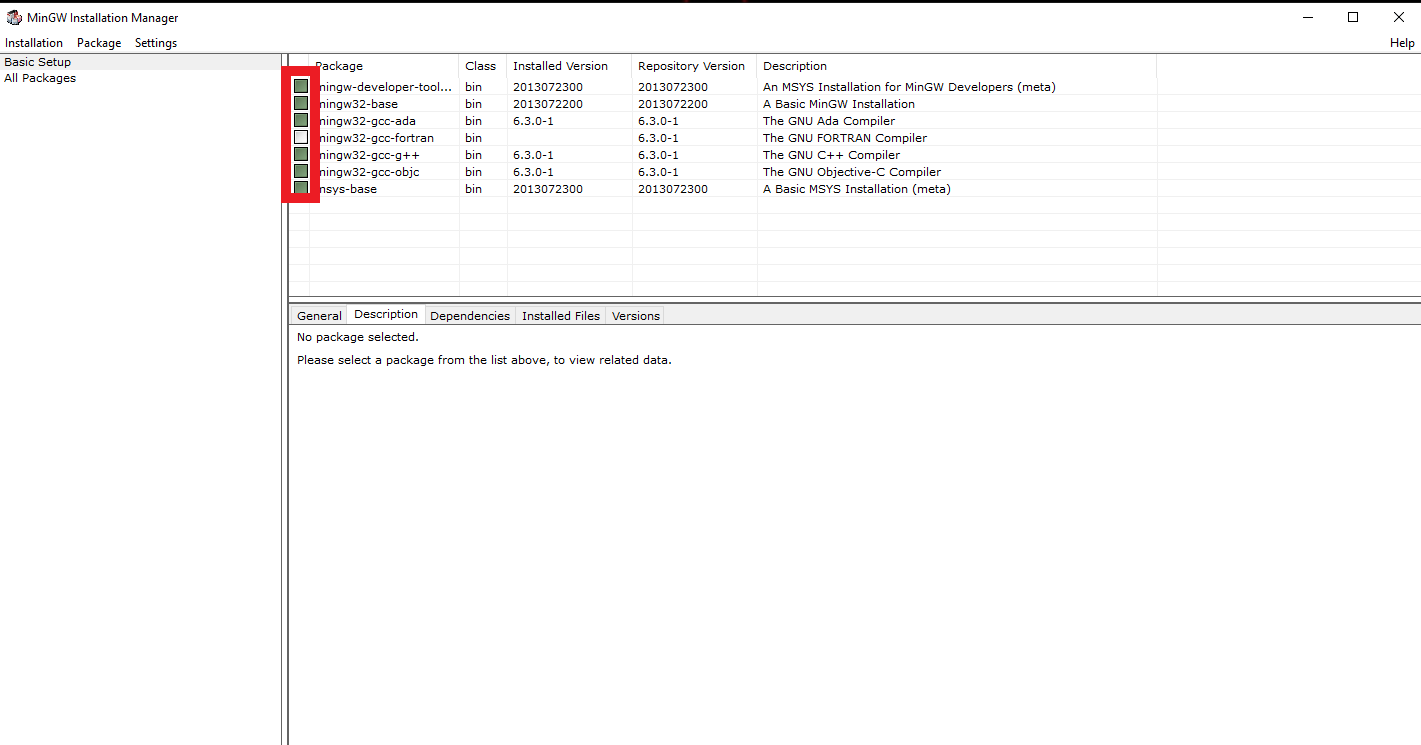 MinGW Installation Manager
Installation Package Settings Help
Basic Setup
All Packages
Package Class Installed Version Repository Version Description
mingw-developer-tool... bin 2013072300 2013072300 An MSYS Installation for MinGW Developers (meta)
mingw32-base bin 2013072200 2013072200 A Basic MinGW Installation
mingw32-gcc-ada bin 6.3.0-1 6.3.0-1 The GNU Ada Compiler
mingw32-gcc-fortran bin 6.3.0-1 The GNU FORTRAN Compiler
mingw32-gcc-g++ bin 6.3.0-1 6.3.0-1 The GNU C++ Compiler
mingw32-gcc-objc bin 6.3.0-1 6.3.0-1 The GNU Objective-C Compiler
msys-base bin 2013072300 2013072300 A Basic MSYS Installation (meta)
General Description Dependencies Installed Files Versions
No package selected.
Please select a package from the list above, to view related data.